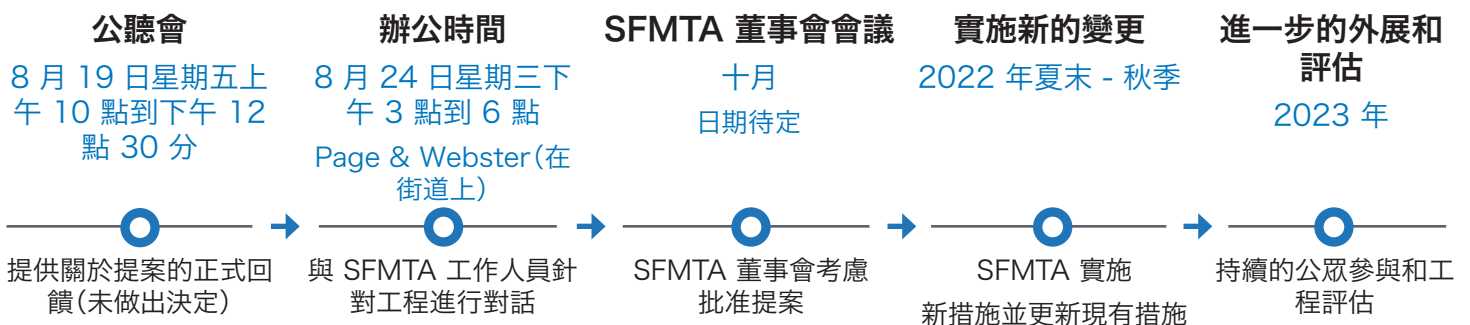 公聽會
8 月 19 日星期五上
午 10 點到下午 12
點 30 分
提供關於提案的正式回
饋(未做出決定)
辦公時間
8 月 24 日星期三下
午 3 點到 6 點
Page & Webster(在
街道上)
與 SFMTA 工作人員針
對工程進行對話
SFMTA 董事會會議
十月
日期待定
SFMTA 董事會考慮
批准提案
實施新的變更
2022 年夏末 - 秋季
SFMTA 實施
新措施並更新現有措施
進一步的外展和
評估
2023 年
持續的公眾參與和工
程評估